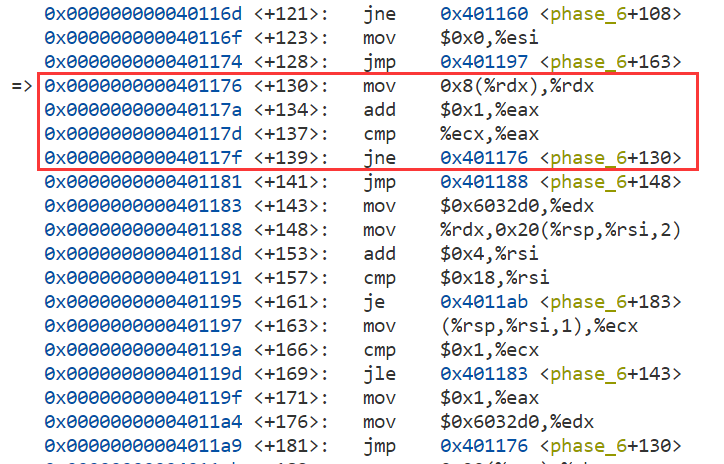 0x000000000040116d <+121>: jne 0x401160 <phase_6+108>
0x000000000040116f <+123>: mov $0x0,%esi
0x0000000000401174 <+128>: jmp 0x401197 <phase_6+163>
=> 0x0000000000401176 <+130>: mov 0x8(%rdx),%rdx
0x000000000040117a <+134>: add $0x1,%eax
0x000000000040117d <+137>: cmp %ecx,%eax
0x000000000040117f <+139>: jne 0x401176 <phase_6+130>
0x0000000000401181 <+141>: jmp 0x401188 <phase_6+148>
0x0000000000401183 <+143>: mov $0x6032d0,%edx
0x0000000000401188 <+148>: mov %rdx,0x20(%rsp,%rsi,2)
0x000000000040118d <+153>: add $0x4,%rsi
0x0000000000401191 <+157>: cmp $0x18,%rsi
0x0000000000401195 <+161>: je 0x4011ab <phase_6+183>
0x0000000000401197 <+163>: mov (%rsp,%rsi,1),%ecx
0x000000000040119a <+166>: cmp $0x1,%ecx
0x000000000040119d <+169>: jle 0x401183 <phase_6+143>
0x000000000040119f <+171>: mov $0x1,%eax
0x00000000004011a4 <+176>: mov $0x6032d0,%edx
0x00000000004011a9 <+181>: jmp 0x401176 <phase_6+130>